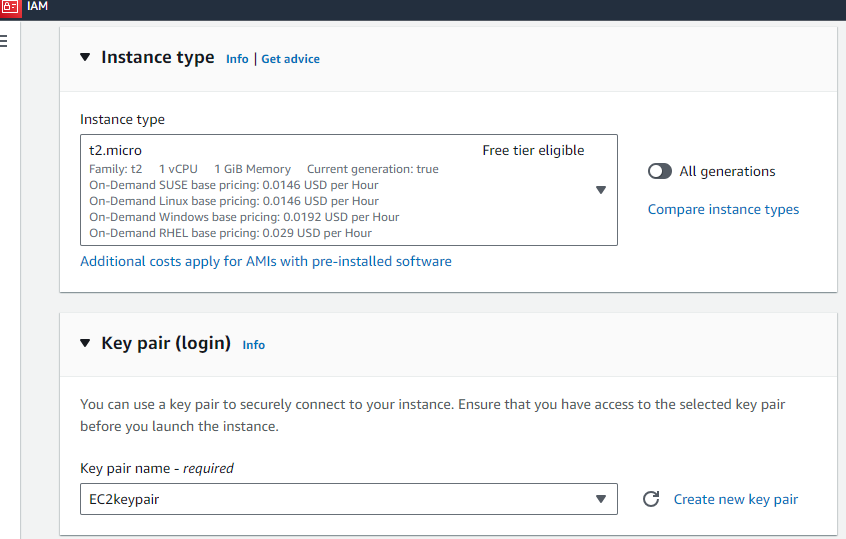 IAM
Instance type Info | Get advice
Instance type
t2.micro Free tier eligible
Family: t2 1 vCPU 1 GiB Memory Current generation: true
On-Demand SUSE base pricing: 0.0146 USD per Hour
On-Demand Linux base pricing: 0.0146 USD per Hour
On-Demand Windows base pricing: 0.0192 USD per Hour
On-Demand RHEL base pricing: 0.029 USD per Hour
All generations
Compare instance types
Additional costs apply for AMIs with pre-installed software
Key pair (login) Info
You can use a key pair to securely connect to your instance. Ensure that you have access to the selected key pair
before you launch the instance.
Key pair name - required
EC2keypair
Create new key pair